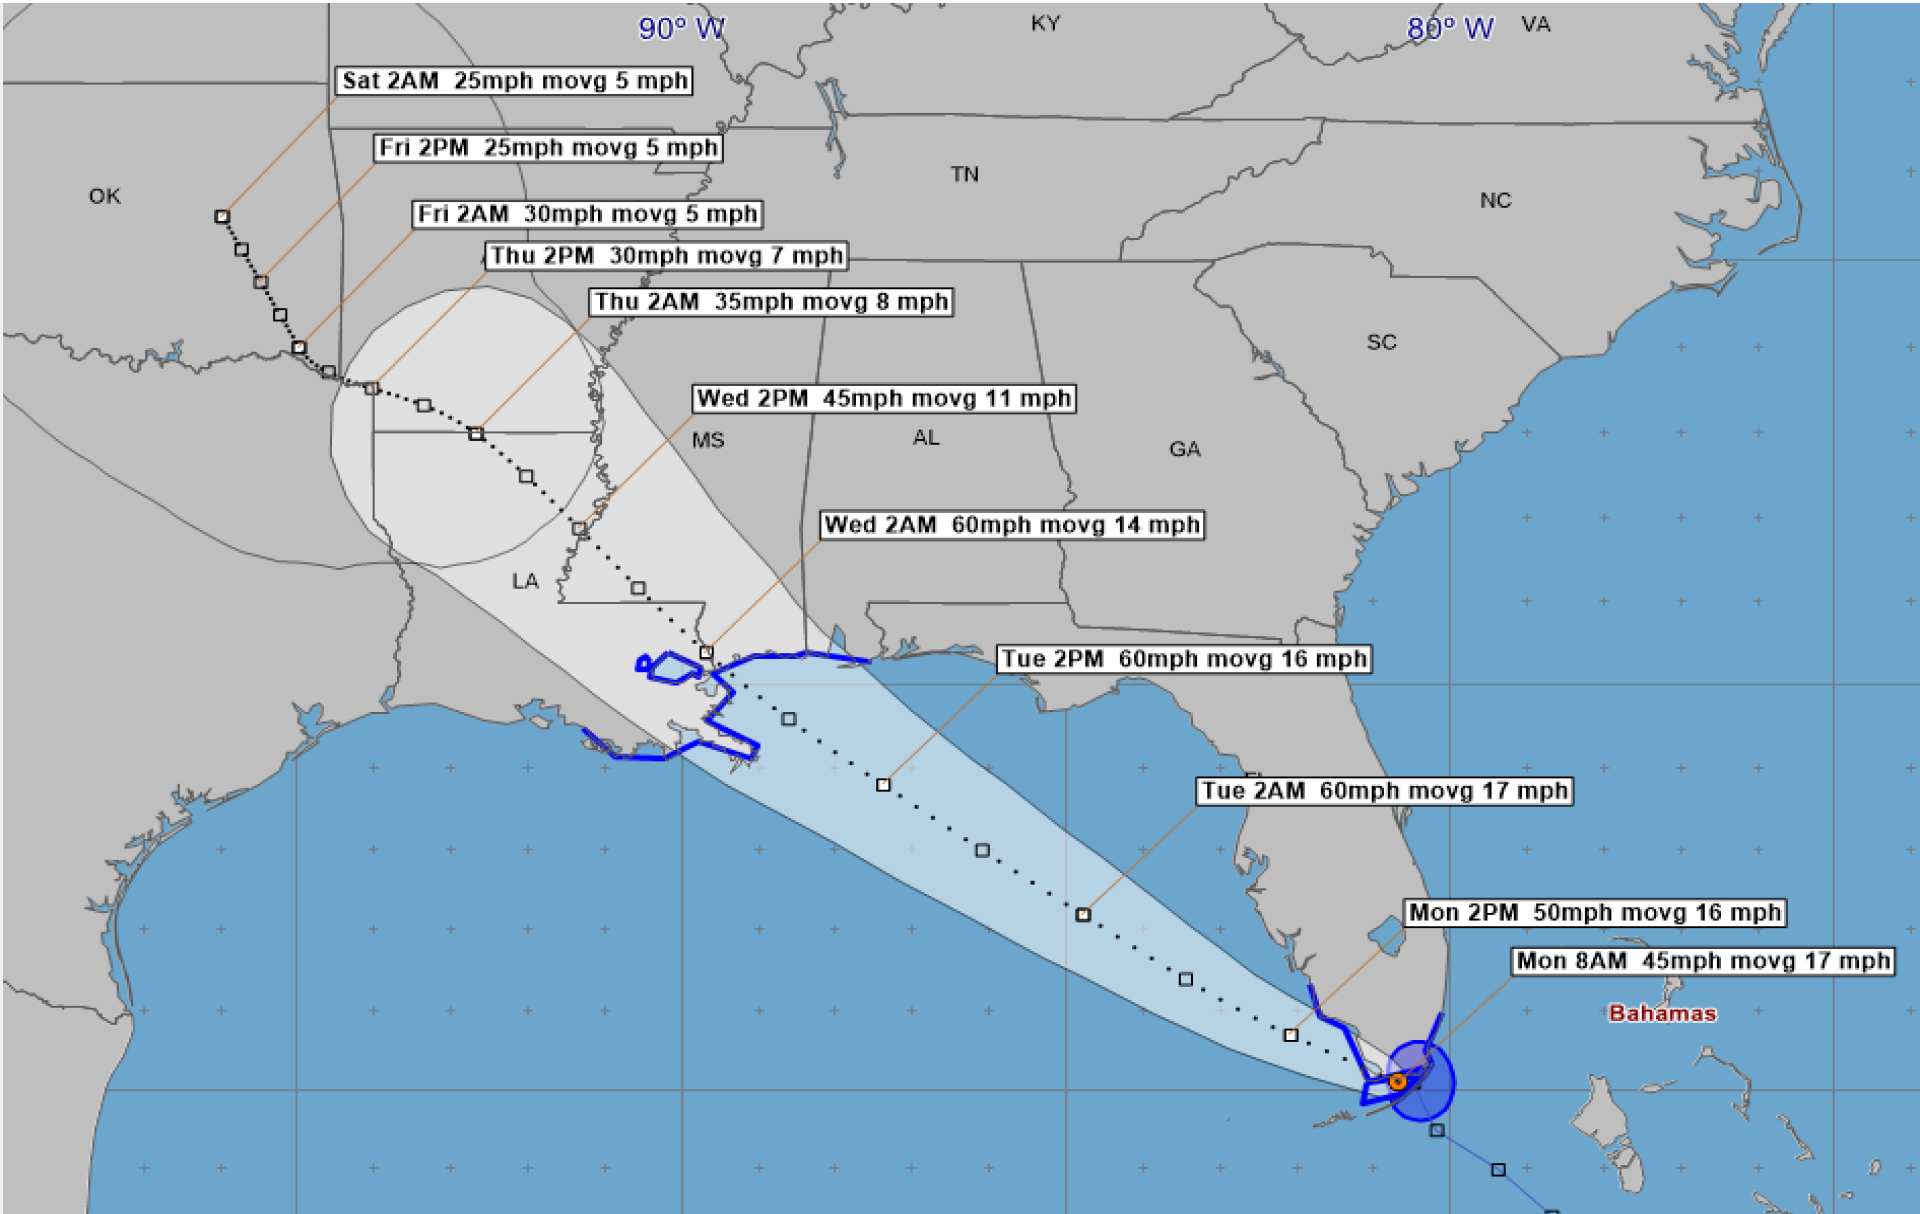 90° W
KY
80° W
VA
Sat 2AM 25mph movg 5 mph
Fri 2PM 25mph movg 5 mph
OK
TN
NC
Fri 2AM 30mph movg 5 mph
Thu 2PM 30mph movg 7 mph
Thu 2AM 35mph movg 8 mph
SC
Wed 2PM 45mph movg 11 mph
MS
AL
GA
Wed 2AM 60mph movg 14 mph
LA
Tue 2PM 60mph movg 16 mph
Tue 2AM 60mph movg 17 mph
Mon 2PM 50mph movg 16 mph
Mon 8AM 45mph movg 17 mph
Bahamas